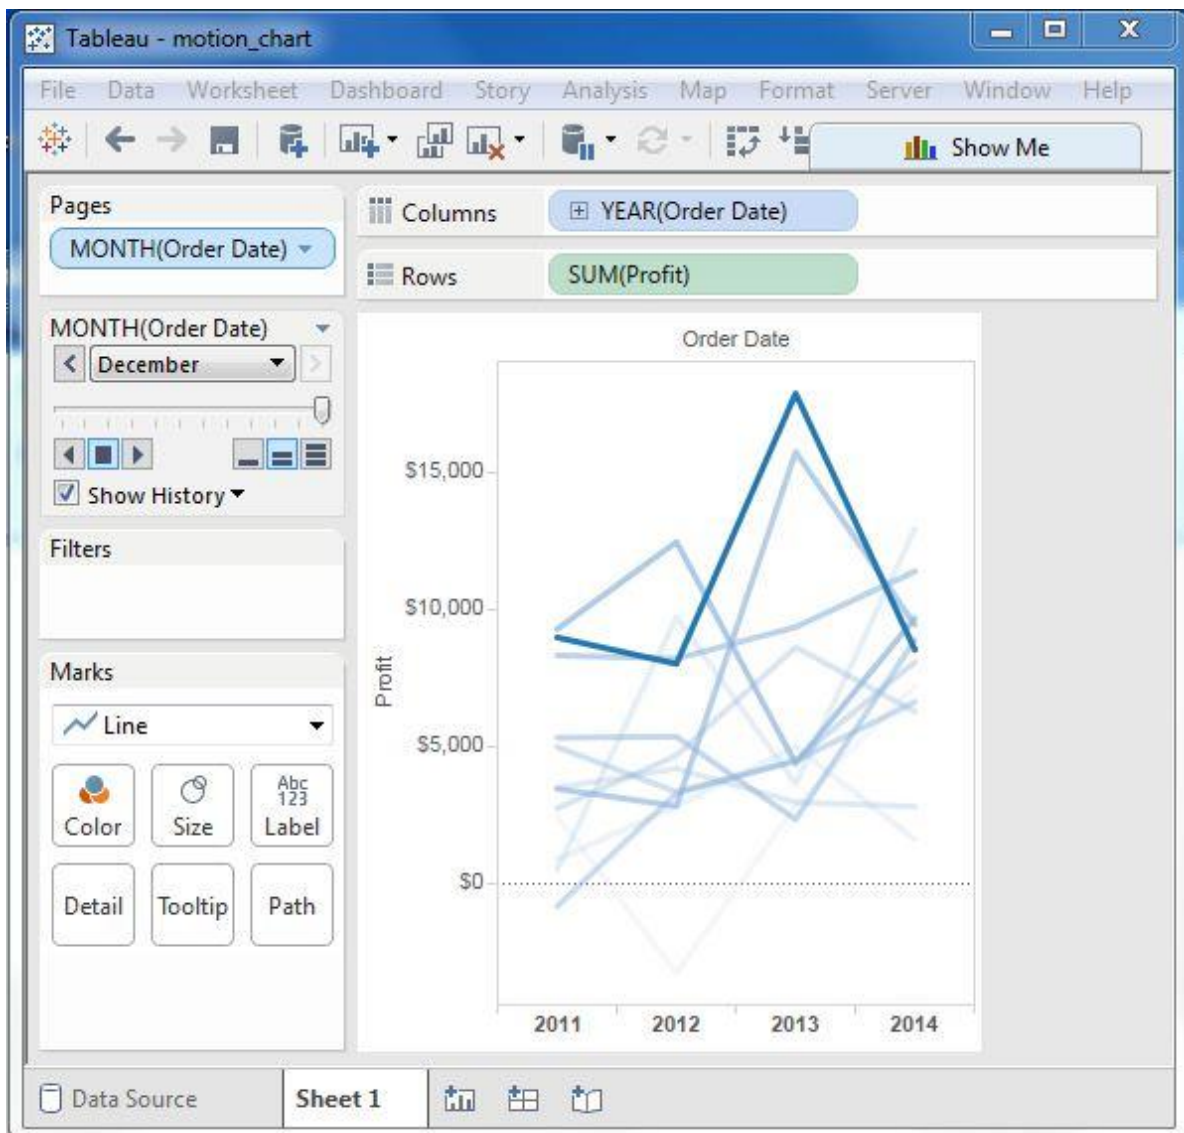 Tableau - motion_chart
File Data Worksheet Dashboard Story Analysis Map Format Server Window Help
Show Me
Pages
MONTH(Order Date)
Columns
YEAR(Order Date)
Rows
SUM(Profit)
MONTH(Order Date)
December
Show History
Filters
Marks
Line
Color
Size
Abc
123
Label
Detail
Tooltip
Path
Order Date
Profit
$15,000
$10,000
$5,000
$0
2011 2012 2013 2014
Data Source
Sheet 1